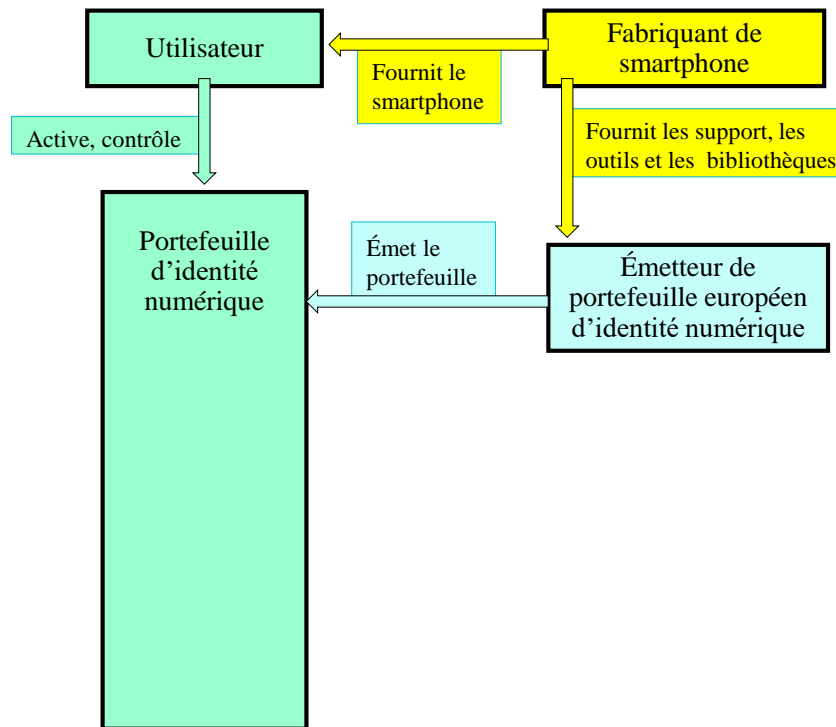 Utilisateur
Fabriquant de
smartphone
Fournit le
smartphone
Active, contrôle
Fournit les support, les
outils et les bibliothèques
Portefeuille
d’identité
numérique
Émet le
portefeuille
Émetteur de
portefeuille européen
d’identité numérique